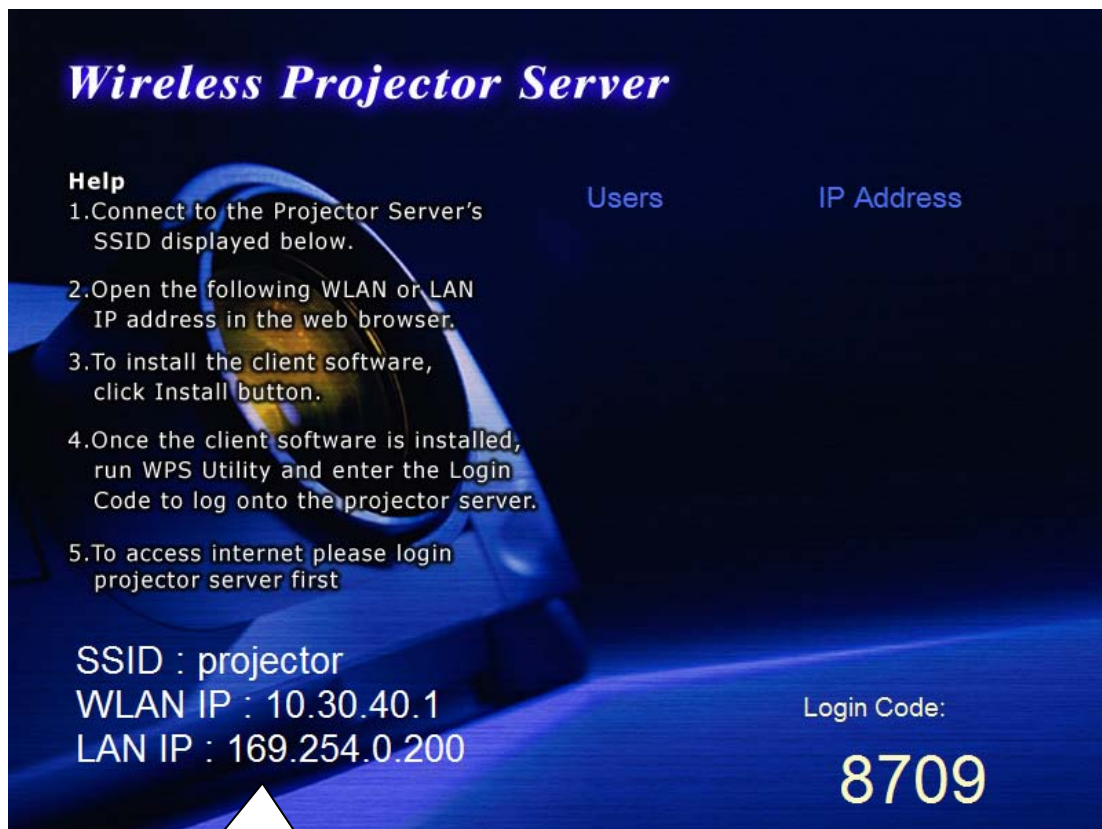 Wireless Projector Server
Help
1.Connect to the Projector Server's
SSID displayed below.
2.Open the following WLAN or LAN
IP address in the web browser.
3.To install the client software,
click Install button.
4.Once the client software is installed,
run WPS Utility and enter the Login
Code to log onto the projector server.
5.To access internet please login
projector server first
SSID : projector
WLAN IP : 10.30.40.1
LAN IP : 169.254.0.200
Users IP Address
Login Code:
8709